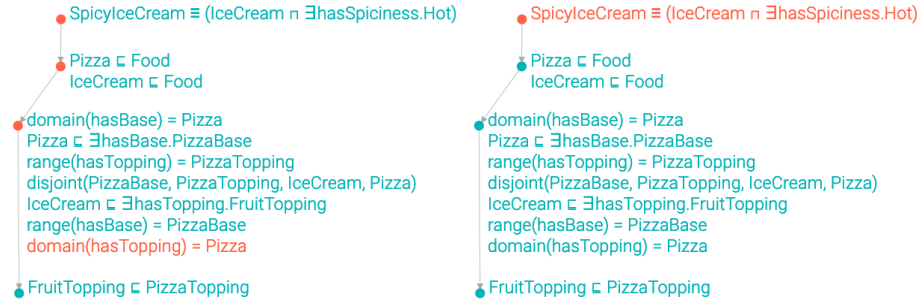 SpicyIceCream ≡ (IceCream ⊓ ∃hasSpiciness.Hot)
Pizza ⊑ Food
IceCream ⊑ Food
domain(hasBase) = Pizza
Pizza ⊑ ∃hasBase.PizzaBase
range(hasTopping) = PizzaTopping
disjoint(PizzaBase, PizzaTopping, IceCream, Pizza)
IceCream ⊑ ∃hasTopping.FruitTopping
range(hasBase) = PizzaBase
domain(hasTopping) = Pizza
FruitTopping ⊑ PizzaTopping
SpicyIceCream ≡ (IceCream ⊓ ∃hasSpiciness.Hot)
Pizza ⊑ Food
IceCream ⊑ Food
domain(hasBase) = Pizza
Pizza ⊑ ∃hasBase.PizzaBase
range(hasTopping) = PizzaTopping
disjoint(PizzaBase, PizzaTopping, IceCream, Pizza)
IceCream ⊑ ∃hasTopping.FruitTopping
range(hasBase) = PizzaBase
domain(hasTopping) = Pizza
FruitTopping ⊑ PizzaTopping